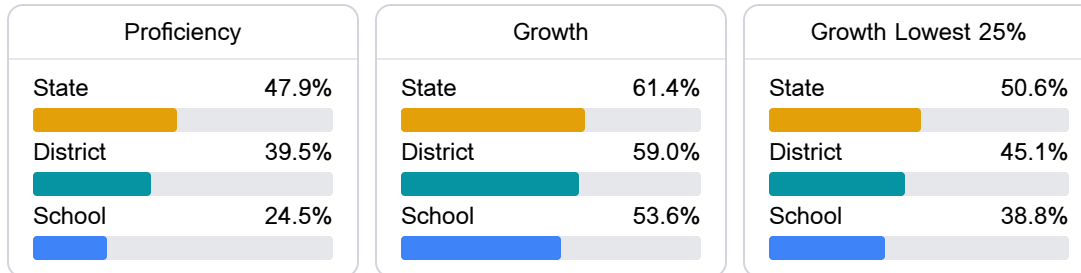 Proficiency
State 47.9%
District 39.5%
School 24.5%
Growth
State 61.4%
District 59.0%
School 53.6%
Growth Lowest 25%
State 50.6%
District 45.1%
School 38.8%